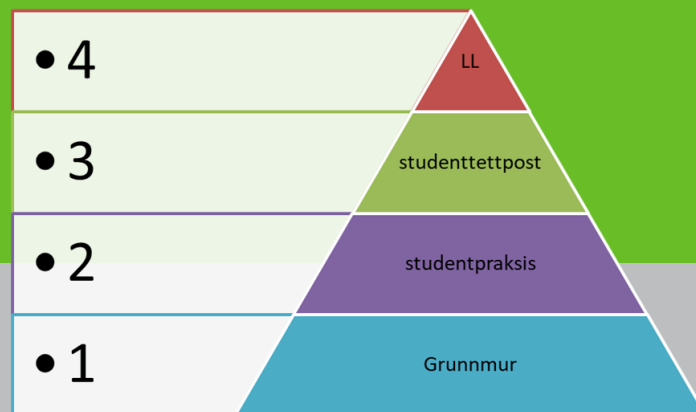 • 4
LL
• 3
studenttettpost
• 2
studentpraksis
• 1
Grunnmur